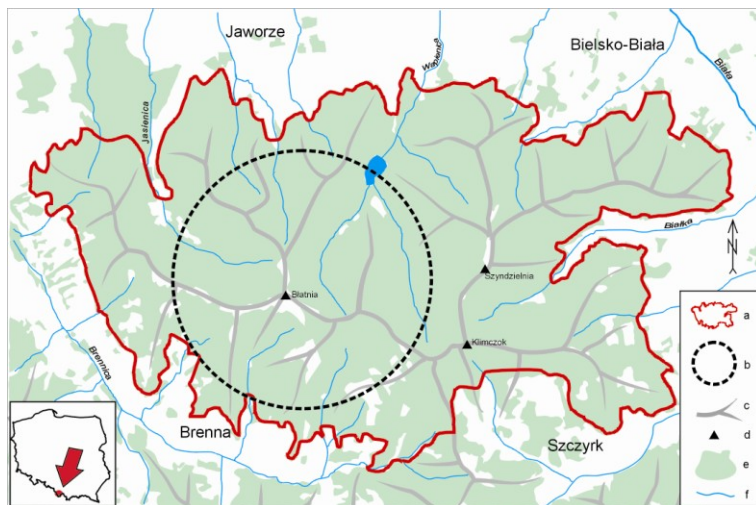 Jaworze
Bielsko-Biała
Wapienica
Biała
Jasienica
Białka
N
Szyndzielnia
Błatnia
Klimczok
Brennica
Brenna
Szczyrk
a
b
c
d
e
f